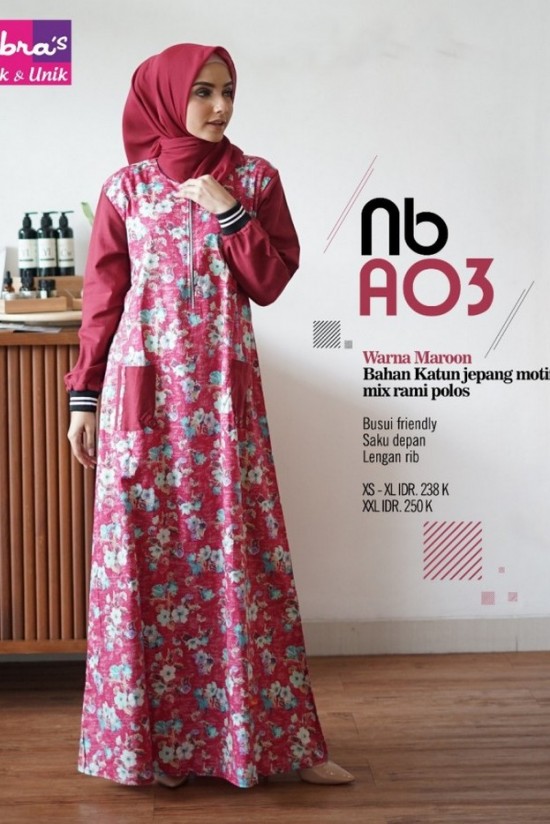 bra's
k & Unik
Nb
A03
Warna Maroon
Bahan Katun jepang moti
mix rami polos
Busui friendly
Saku depan
Lengan rib
XS - XL IDR. 238 K
XXL IDR. 250 K